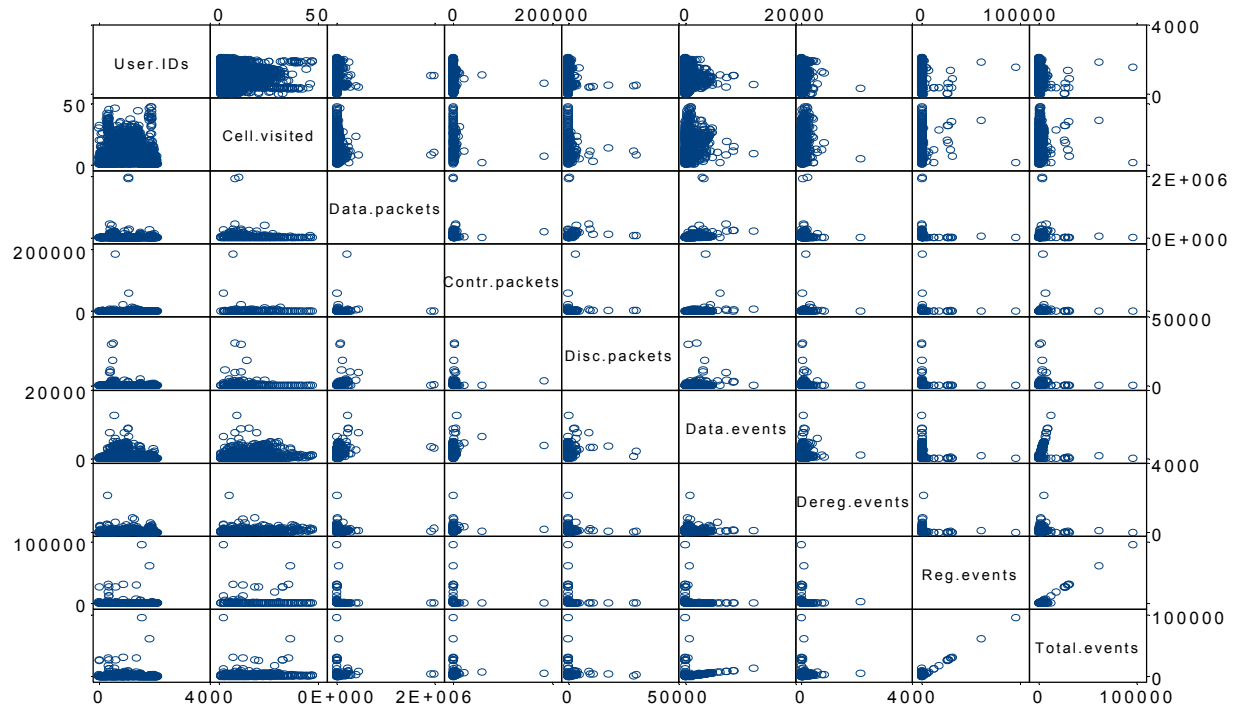 0 50 0 200000 0 20000 0 100000
4000
User.IDs
0
50
Cell.visited
0
2E+006
Data.packets
0E+000
200000
Contr.packets
0
50000
Disc.packets
0
20000
Data.events
0
4000
Dereg.events
0
100000
Reg.events
0
100000
Total.events
0
0 4000 0E+000 2E+006 0 50000 0 4000 0 100000